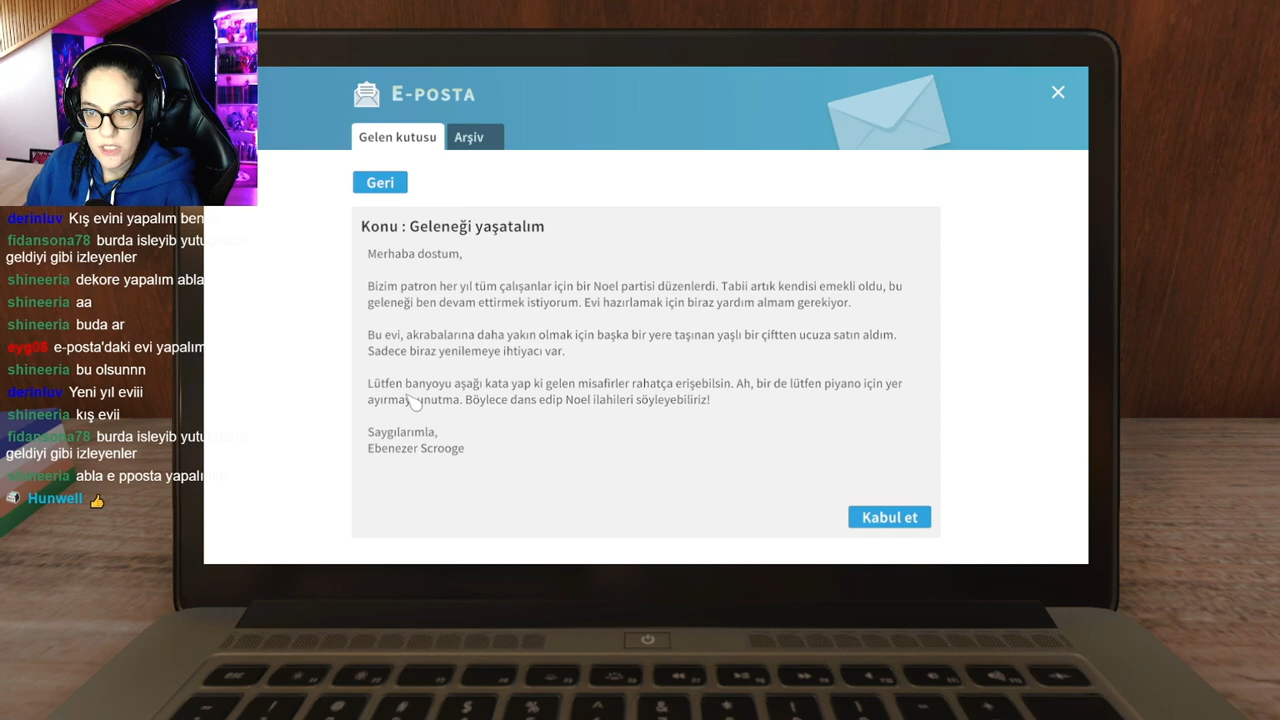 E-POSTA
Gelen kutusu
Arşiv
Geri
Konu : Geleneği yaşatalım
Merhaba dostum,
Bizim patron her yıl tüm çalışanlar için bir Noel partisi düzenlerdi. Tabii artık kendisi emekli oldu, bu
geleneği ben devam ettirmek istiyorum. Evi hazırlamak için biraz yardım almam gerekiyor.
Bu evi, akrabalarına daha yakın olmak için başka bir yere taşınan yaşlı bir çiftten ucuza satın aldım.
Sadece biraz yenilemeye ihtiyacı var.
Lütfen banyoyu aşağı kata yap ki gelen misafirler rahatça erişebilsin. Ah, bir de lütfen piyano için yer
ayırmayı unutma. Böylece dans edip Noel ilahileri söyleyebiliriz!
Saygılarımla,
Ebenezer Scrooge
Kabul et
derinluv Kış evini yapalım
fidansona78 burda isleyib
geldiyi gibi izleyenler
shineeria dekore yapalım abla
shineeria aa
shineeria buda ar
eyg06 e-posta'daki evi yapalım
shineeria bu olsunnn
derinluv Yeni yıl eviii
shineeria kış evii
fidansona78 burda isleyib
geldiyi gibi izleyenler
shineeria abla e pposta
Hunwell 👍